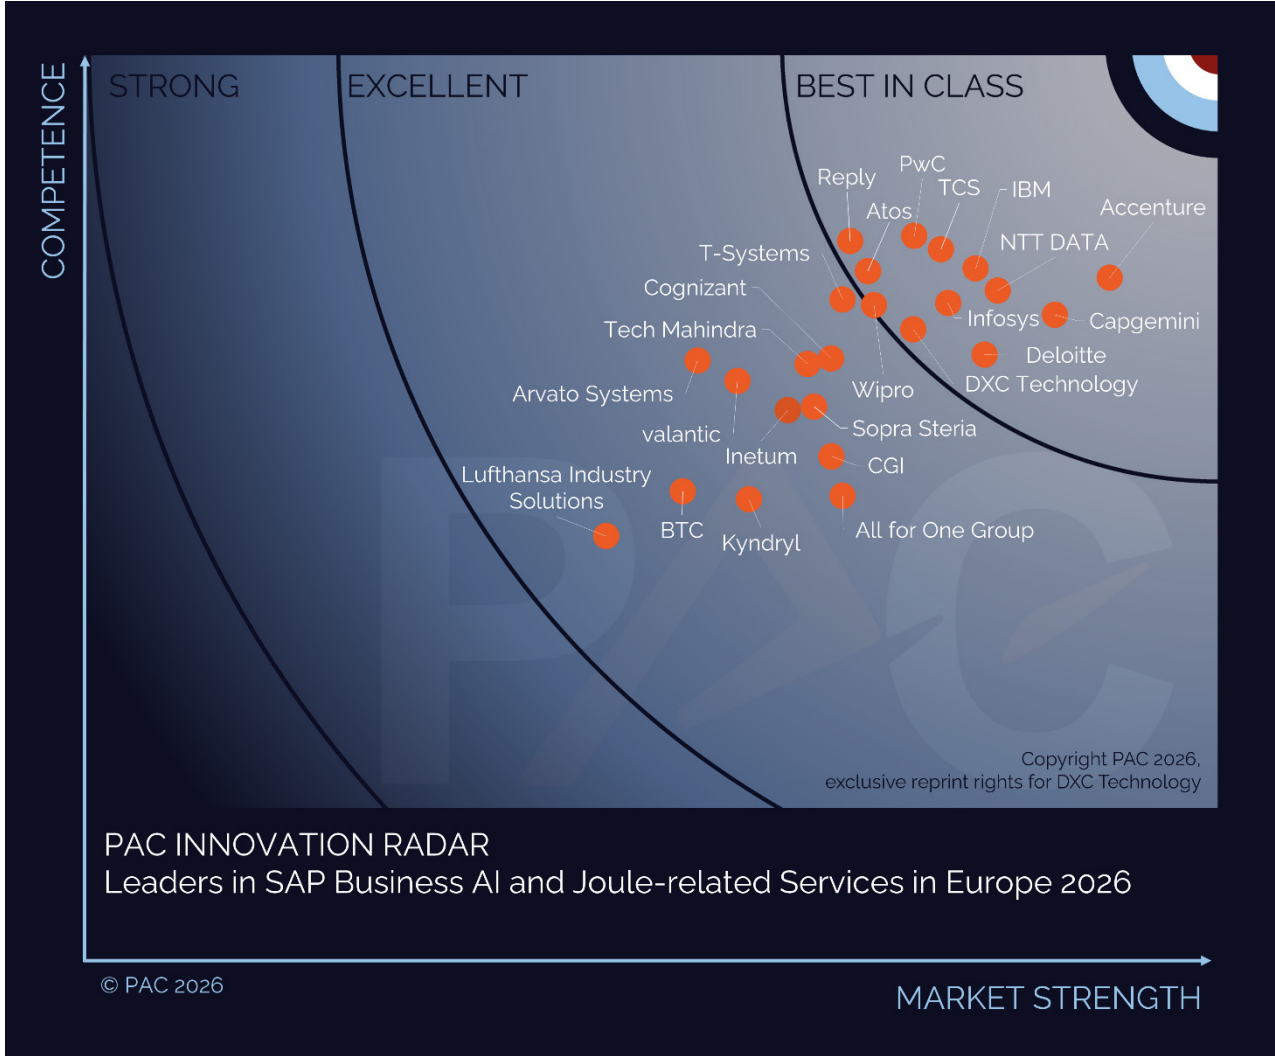 COMPETENCE
STRONG
EXCELLENT
BEST IN CLASS
PwC
Reply
TCS
IBM
Atos
Accenture
T-Systems
NTT DATA
Cognizant
Infosys
Capgemini
Tech Mahindra
Deloitte
DXC Technology
Wipro
Arvato Systems
valantic
Sopra Steria
Inetum
CGI
Lufthansa Industry
Solutions
BTC
Kyndryl
All for One Group
PAC
Copyright PAC 2026,
exclusive reprint rights for DXC Technology
PAC INNOVATION RADAR
Leaders in SAP Business AI and Joule-related Services in Europe 2026
© PAC 2026
MARKET STRENGTH